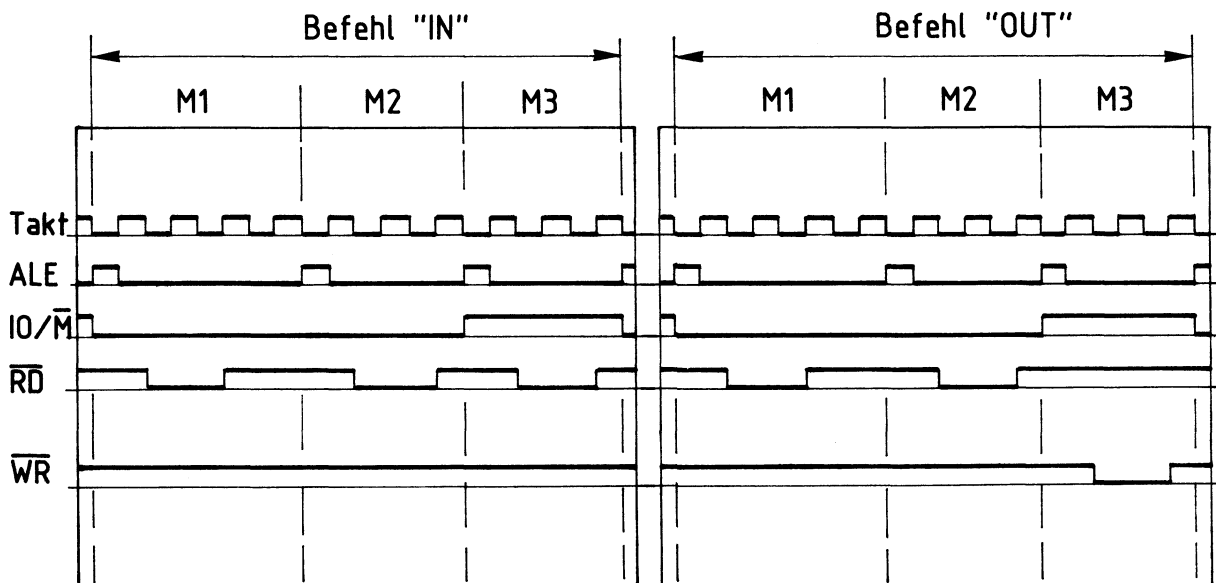 Befehl "IN"
Befehl "OUT"
M1 M2 M3
M1 M2 M3
Takt
ALE
IO/M̅
R̅D̅
W̅R̅